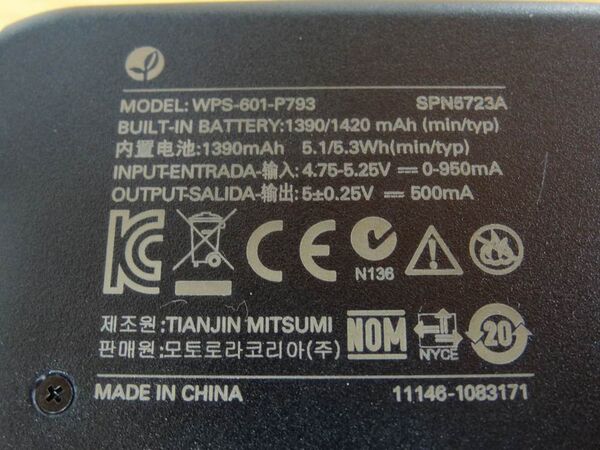 MODEL: WPS-601-P793 SPN5723A
BUILT-IN BATTERY:1390/1420 mAh (min/typ)
内置电池:1390mAh 5.1/5.3Wh(min/typ)
INPUT-ENTRADA-输入: 4.75-5.25V ⎓ 0-950mA
OUTPUT-SALIDA-输出: 5±0.25V ⎓ 500mA
KC CE N136
제조원:TIANJIN MITSUMI NOM NYCE 20
판매원:모토로라코리아(주)
MADE IN CHINA 11146-1083171